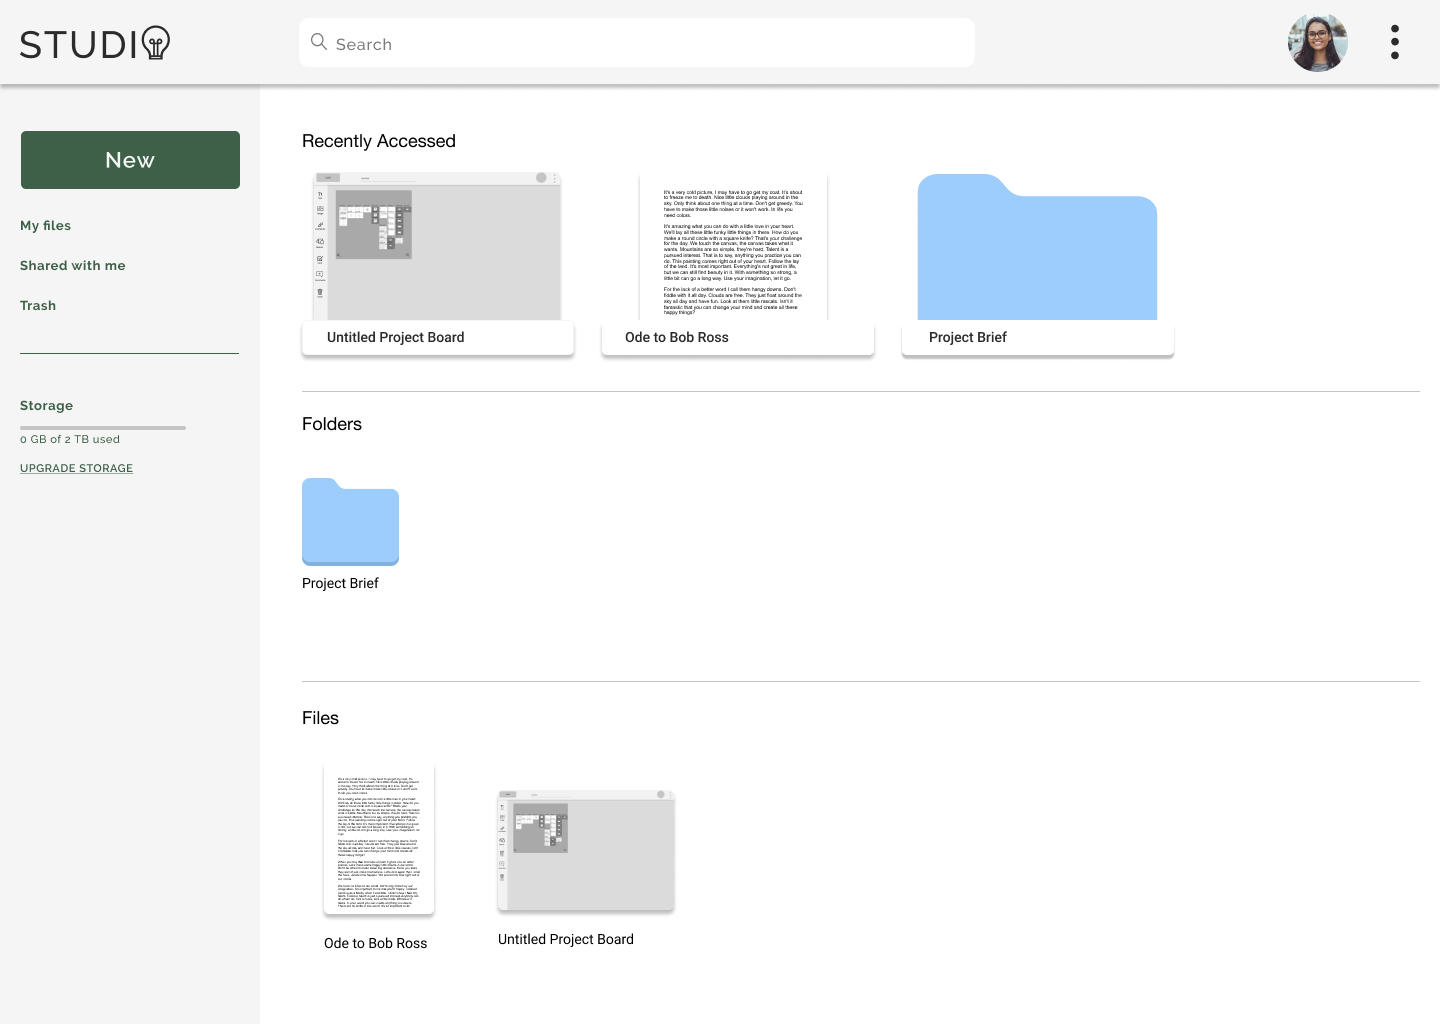 STUDIO
Search
New
My files
Shared with me
Trash
Storage
0 GB of 2 TB used
UPGRADE STORAGE
Recently Accessed
It's a very cold picture, I may have to go get my coat. It's about
to freeze me to death. Nice little clouds playing around in the
sky. Only think about one thing at a time. Don't get greedy. You
have to make those little noises or it won't work. In life you
need colors.
It's amazing what you can do with a little love in your heart.
We'll lay all these little funky little things in there. How do you
make a round circle with a square knife? That's your challenge
for the day. We touch the canvas, the canvas takes what it
wants. Mountains are so simple, they're hard. Talent is a
pursued interest. That is to say, anything you practice you can
do. This painting comes right out of your heart. Follow the lay
of the land. It's most important. Everything's not great in life,
but we can still find beauty in it. With something so strong, a
little bit can go a long way. Use your imagination, let it go.
For the lack of a better word I call them hangy downs. Don't
fiddle with it all day. Clouds are free. They just float around the
sky all day and have fun. Look at them little rascals. Isn't it
fantastic that you can change your mind and create all these
happy things?
Untitled Project Board
Ode to Bob Ross
Project Brief
Folders
Project Brief
Files
Ode to Bob Ross
Untitled Project Board